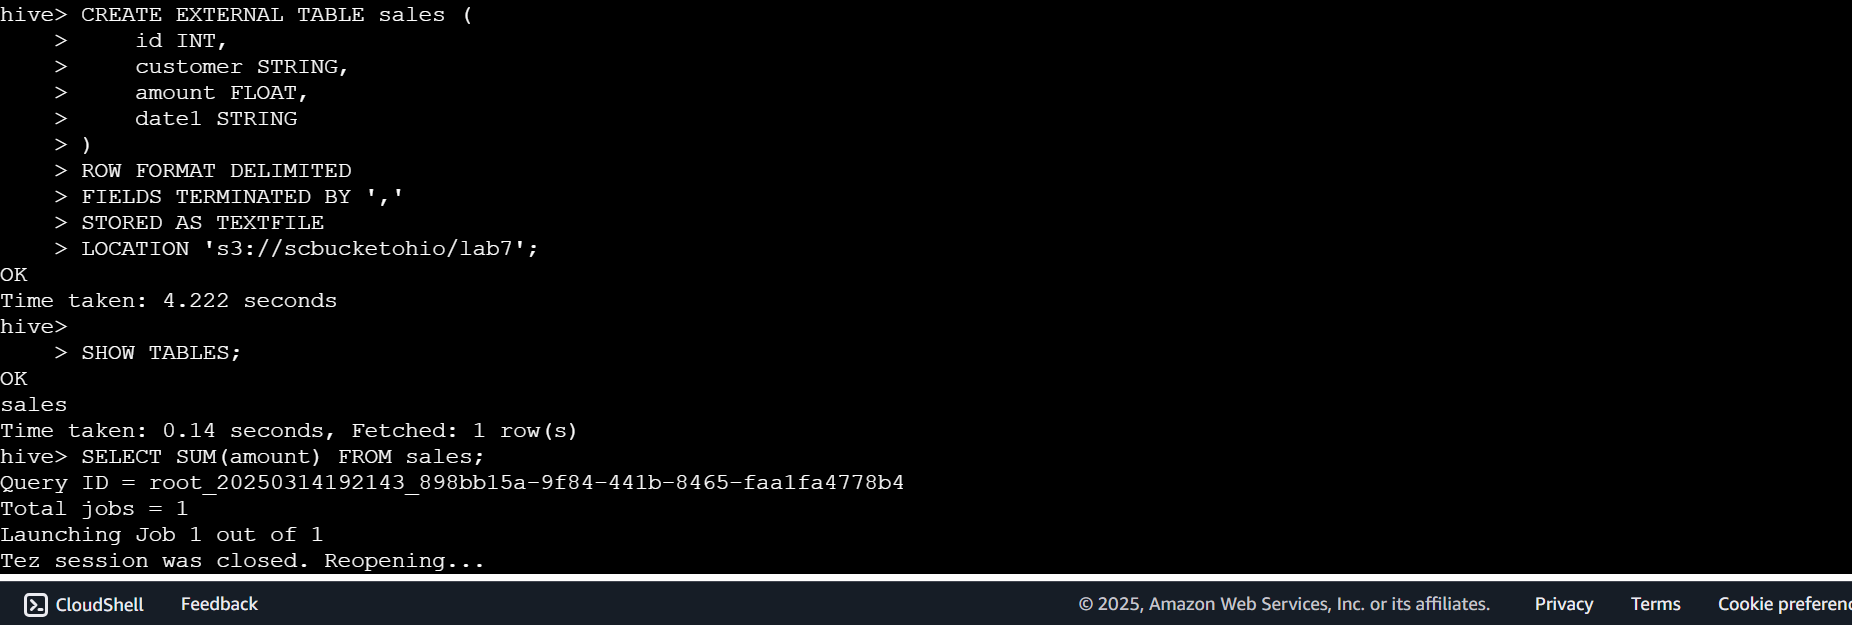 hive> CREATE EXTERNAL TABLE sales (
    >     id INT,
    >     customer STRING,
    >     amount FLOAT,
    >     date1 STRING
    > )
    > ROW FORMAT DELIMITED
    > FIELDS TERMINATED BY ','
    > STORED AS TEXTFILE
    > LOCATION 's3://scbucketohio/lab7';
OK
Time taken: 4.222 seconds
hive>
    > SHOW TABLES;
OK
sales
Time taken: 0.14 seconds, Fetched: 1 row(s)
hive> SELECT SUM(amount) FROM sales;
Query ID = root_20250314192143_898bb15a-9f84-441b-8465-faa1fa4778b4
Total jobs = 1
Launching Job 1 out of 1
Tez session was closed. Reopening...
CloudShell Feedback © 2025, Amazon Web Services, Inc. or its affiliates. Privacy Terms Cookie preferenc